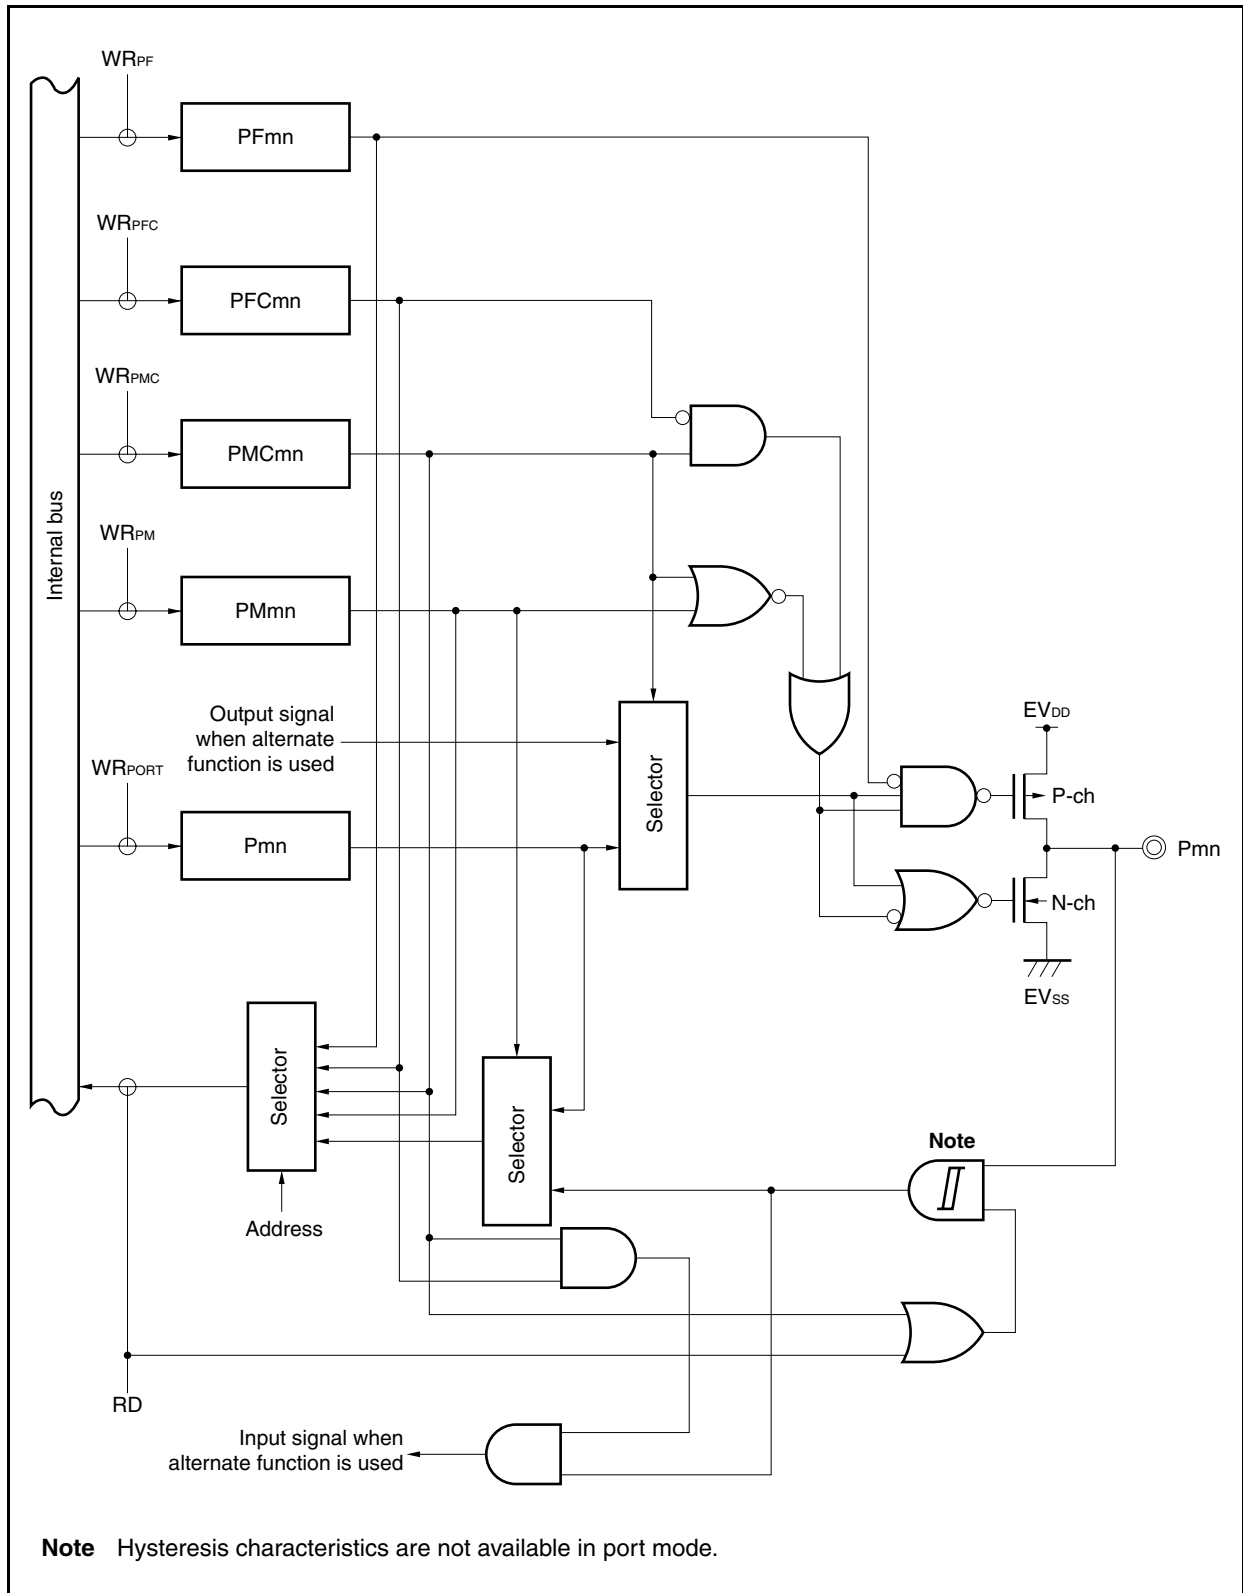 WRPF
PFmn
WRPFC
PFCmn
WRPMC
PMCmn
Internal bus
WRPM
PMmn
Output signal
when alternate
function is used
Selector
EVDD
P-ch
WRPORT
Pmn
Pmn
N-ch
EVSS
Selector
Selector
Note
Address
RD
Input signal when
alternate function is used
Note Hysteresis characteristics are not available in port mode.